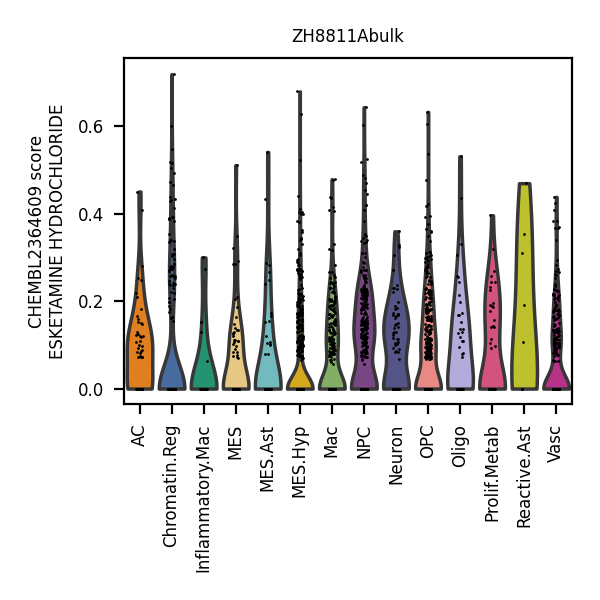 ZH8811Abulk
CHEMBL2364609 score
ESKETAMINE HYDROCHLORIDE
0.6
0.4
0.2
0.0
AC
Chromatin.Reg
Inflammatory.Mac
MES
MES.Ast
MES.Hyp
Mac
NPC
Neuron
OPC
Oligo
Prolif.Metab
Reactive.Ast
Vasc